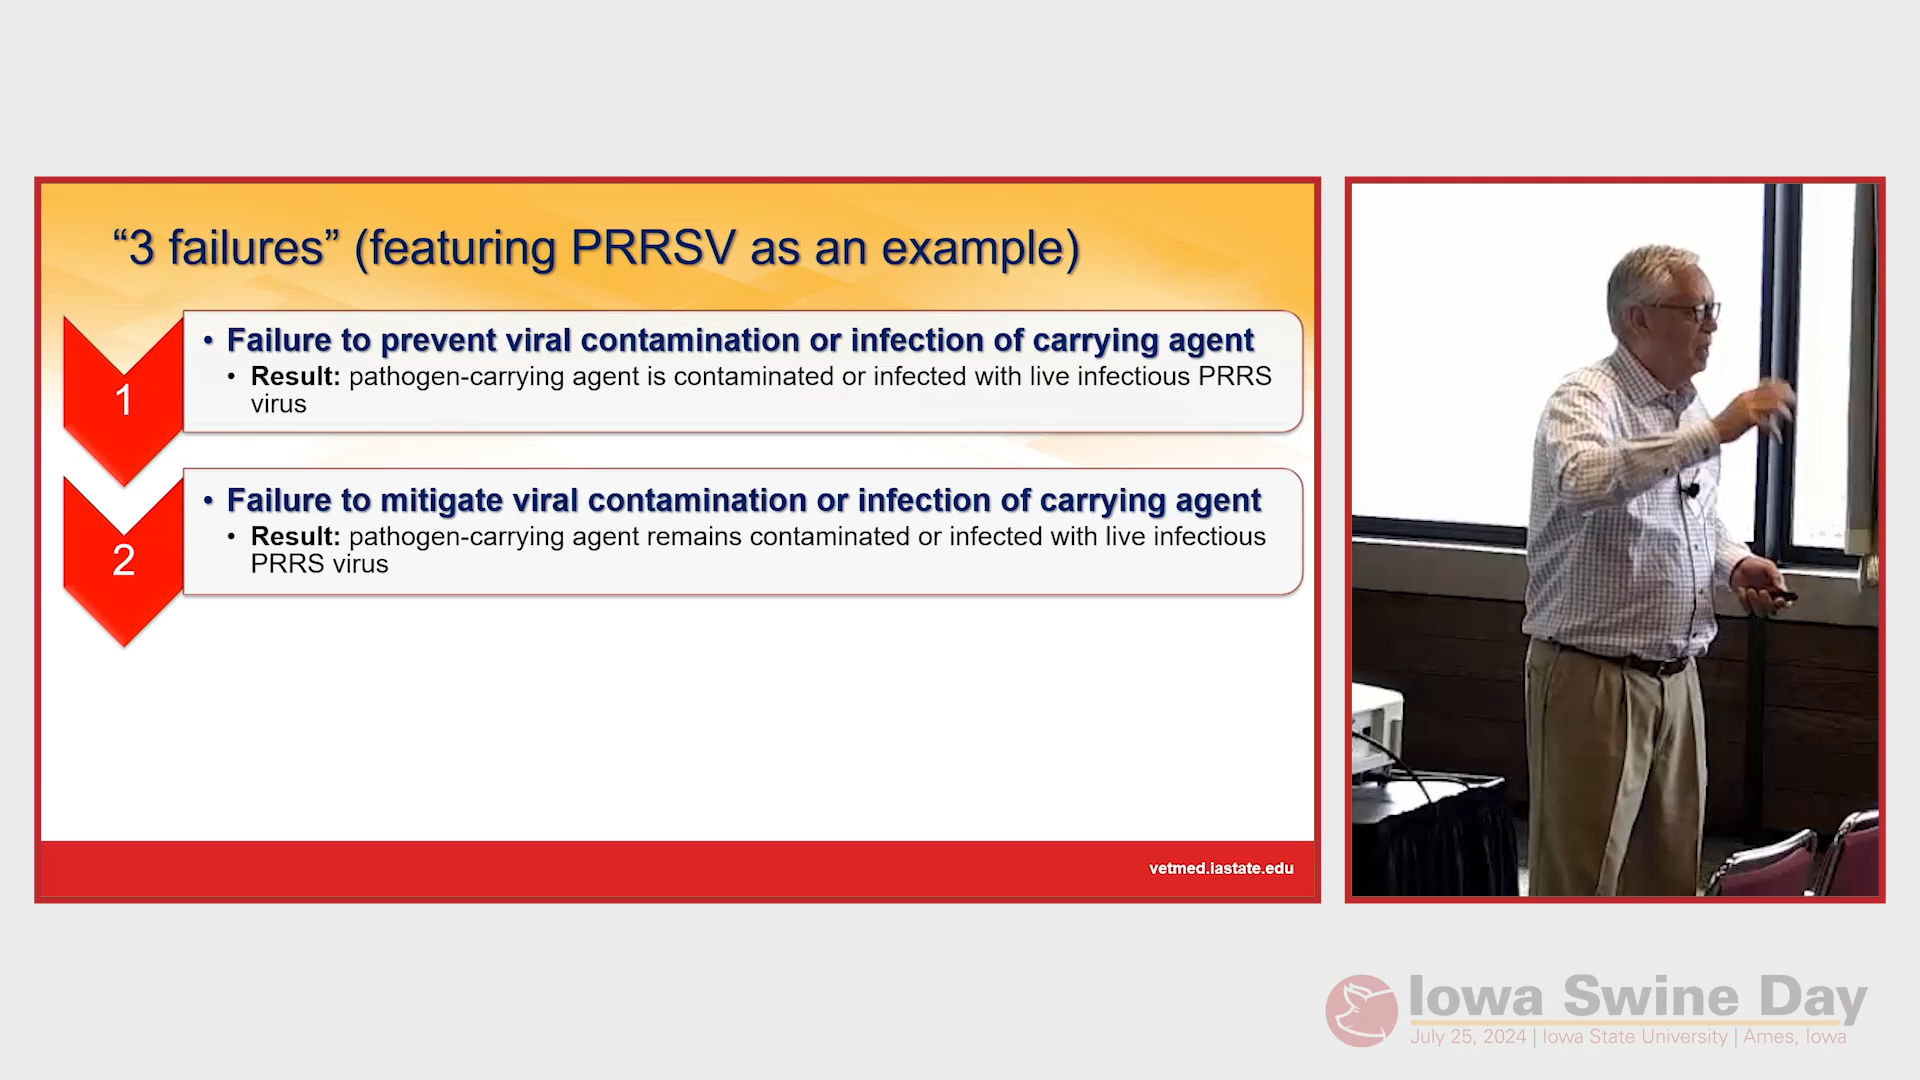 “3 failures” (featuring PRRSV as an example)
1
• Failure to prevent viral contamination or infection of carrying agent
• Result: pathogen-carrying agent is contaminated or infected with live infectious PRRS
virus
2
• Failure to mitigate viral contamination or infection of carrying agent
• Result: pathogen-carrying agent remains contaminated or infected with live infectious
PRRS virus
vetmed.iastate.edu
Iowa Swine Day
July 25, 2024 | Iowa State University | Ames, Iowa